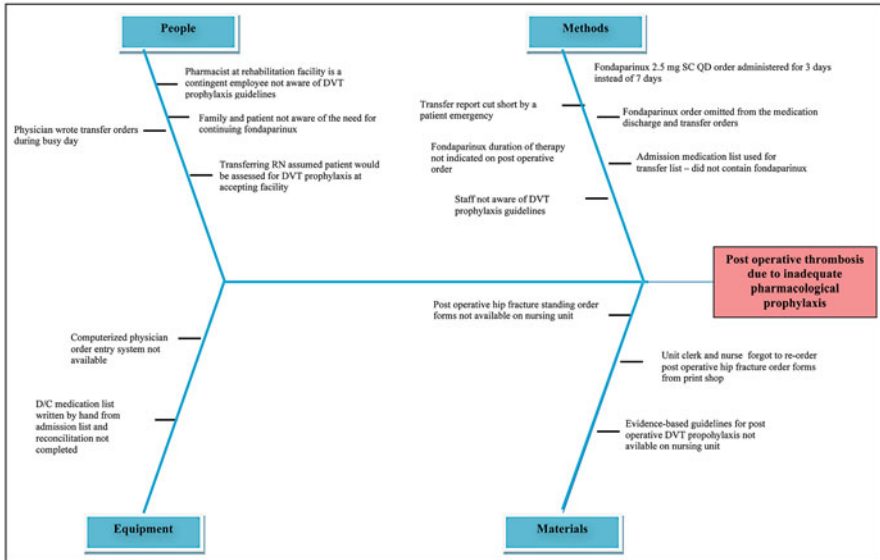 People
Methods
Pharmacist at rehabilitation facility is a
contingent employee not aware of DVT
prophylaxis guidelines
Family and patient not aware of the need for
continuing fondaparinux
Physician wrote transfer orders
during busy day
Transferring RN assumed patient would
be assessed for DVT prophylaxis at
accepting facility
Fondaparinux 2.5 mg SC QD order administered for 3 days
instead of 7 days
Transfer report cut short by a
patient emergency
Fondaparinux order omitted from the medication
discharge and transfer orders
Fondaparinux duration of therapy
not indicated on post operative
order
Admission medication list used for
transfer list – did not contain fondaparinux
Staff not aware of DVT
prophylaxis guidelines
Post operative thrombosis
due to inadequate
pharmacological
prophylaxis
Computerized physician
order entry system not
available
D/C medication list
written by hand from
admission list and
reconcilitation not
completed
Post operative hip fracture standing order
forms not available on nursing unit
Unit clerk and nurse forgot to re-order
post operative hip fracture order forms
from print shop
Evidence-based guidelines for post
operative DVT propohylaxis not
avilable on nursing unit
Equipment
Materials